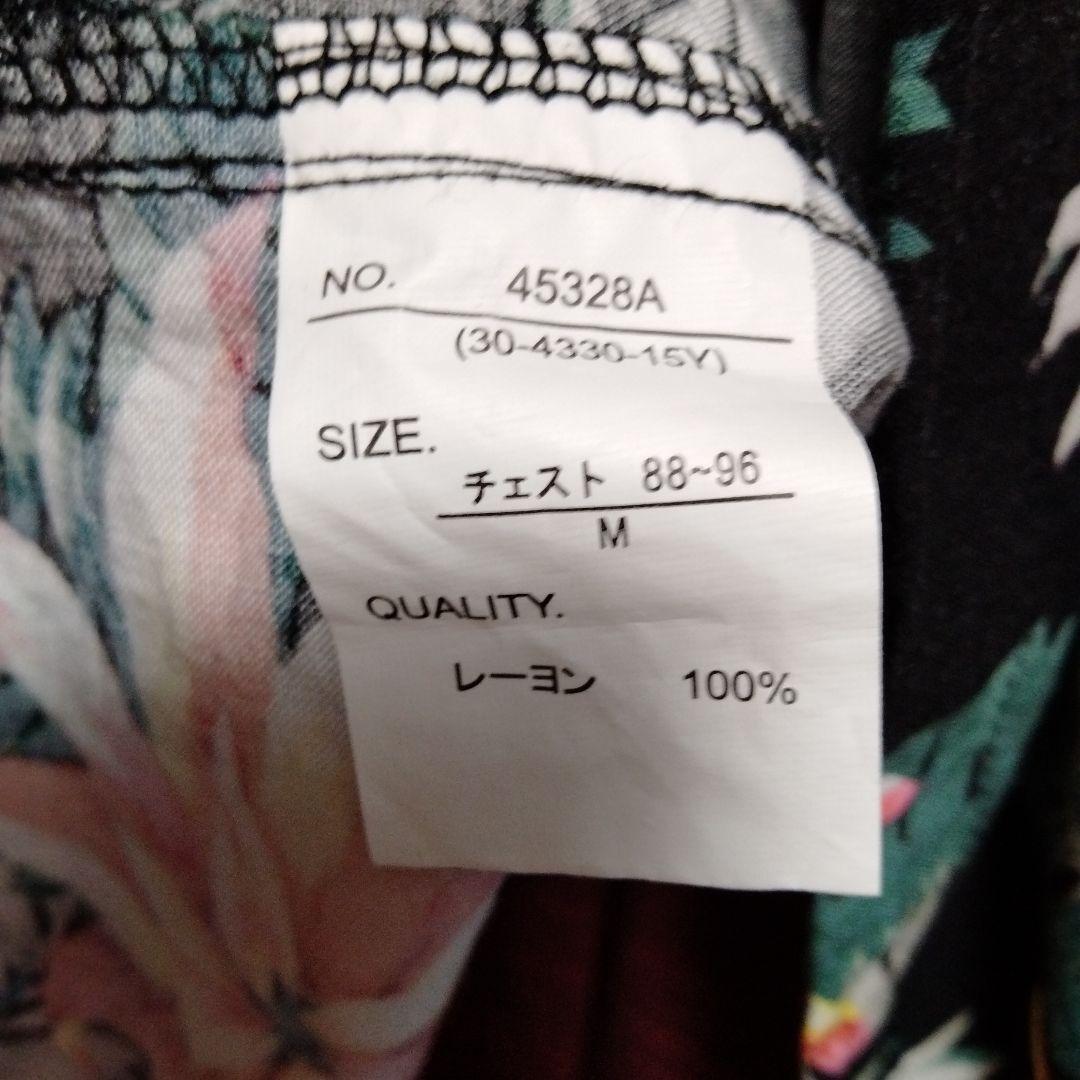 NO. 45328A
(30-4330-15Y)
SIZE.
チェスト 88~96
M
QUALITY.
レーヨン 100%